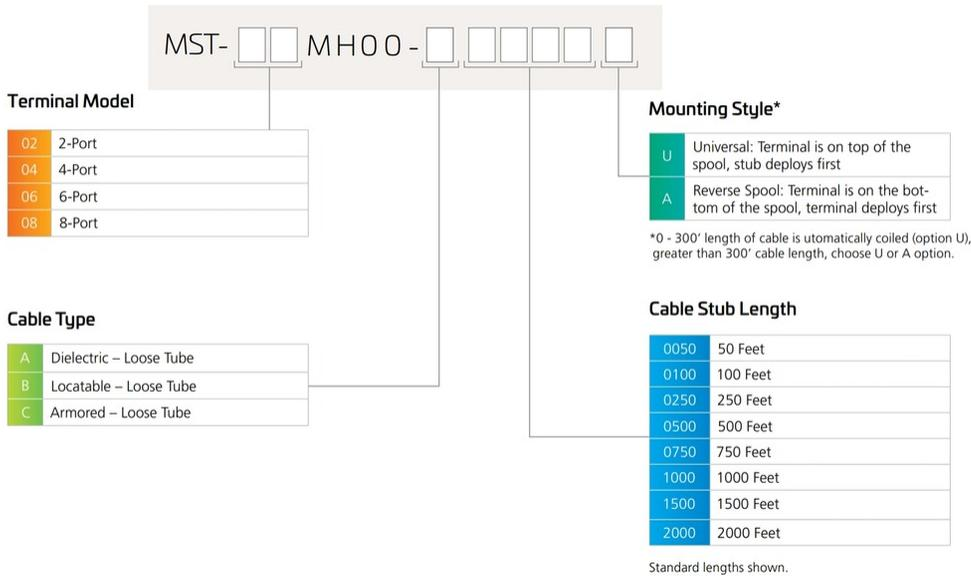 MST- MH00 -
Terminal Model
02 2-Port
04 4-Port
06 6-Port
08 8-Port
Cable Type
A Dielectric – Loose Tube
B Locatable – Loose Tube
C Armored – Loose Tube
Mounting Style*
U Universal: Terminal is on top of the
spool, stub deploys first
A Reverse Spool: Terminal is on the bot-
tom of the spool, terminal deploys first
*0 - 300’ length of cable is utomatically coiled (option U),
greater than 300’ cable length, choose U or A option.
Cable Stub Length
0050 50 Feet
0100 100 Feet
0250 250 Feet
0500 500 Feet
0750 750 Feet
1000 1000 Feet
1500 1500 Feet
2000 2000 Feet
Standard lengths shown.